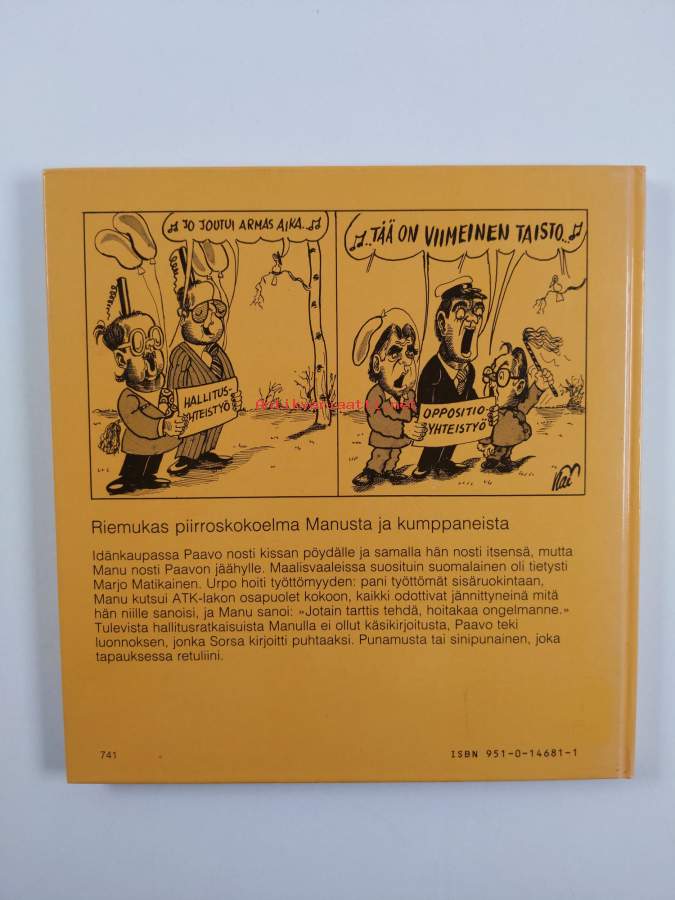 ♫ JO JOUTUI ARMAS AIKA..♫
♫..TÄÄ ON VIIMEINEN TAISTO..♫
HALLITUS-
YHTEISTYÖ
OPPOSITIO-
YHTEISTYÖ
Antikvariaatti.net
Kari
Riemukas piirroskokoelma Manusta ja kumppaneista
Idänkaupassa Paavo nosti kissan pöydälle ja samalla hän nosti itsensä, mutta
Manu nosti Paavon jäähylle. Maalisvaaleissa suosituin suomalainen oli tietysti
Marjo Matikainen. Urpo hoiti työttömyyden: pani työttömät sisäruokintaan,
Manu kutsui ATK-lakon osapuolet kokoon, kaikki odottivat jännittyneinä mitä
hän niille sanoisi, ja Manu sanoi: »Jotain tarttis tehdä, hoitakaa ongelmanne.»
Tulevista hallitusratkaisuista Manulla ei ollut käsikirjoitusta, Paavo teki
luonnoksen, jonka Sorsa kirjoitti puhtaaksi. Punamusta tai sinipunainen, joka
tapauksessa retuliini.
741
ISBN 951-0-14681-1